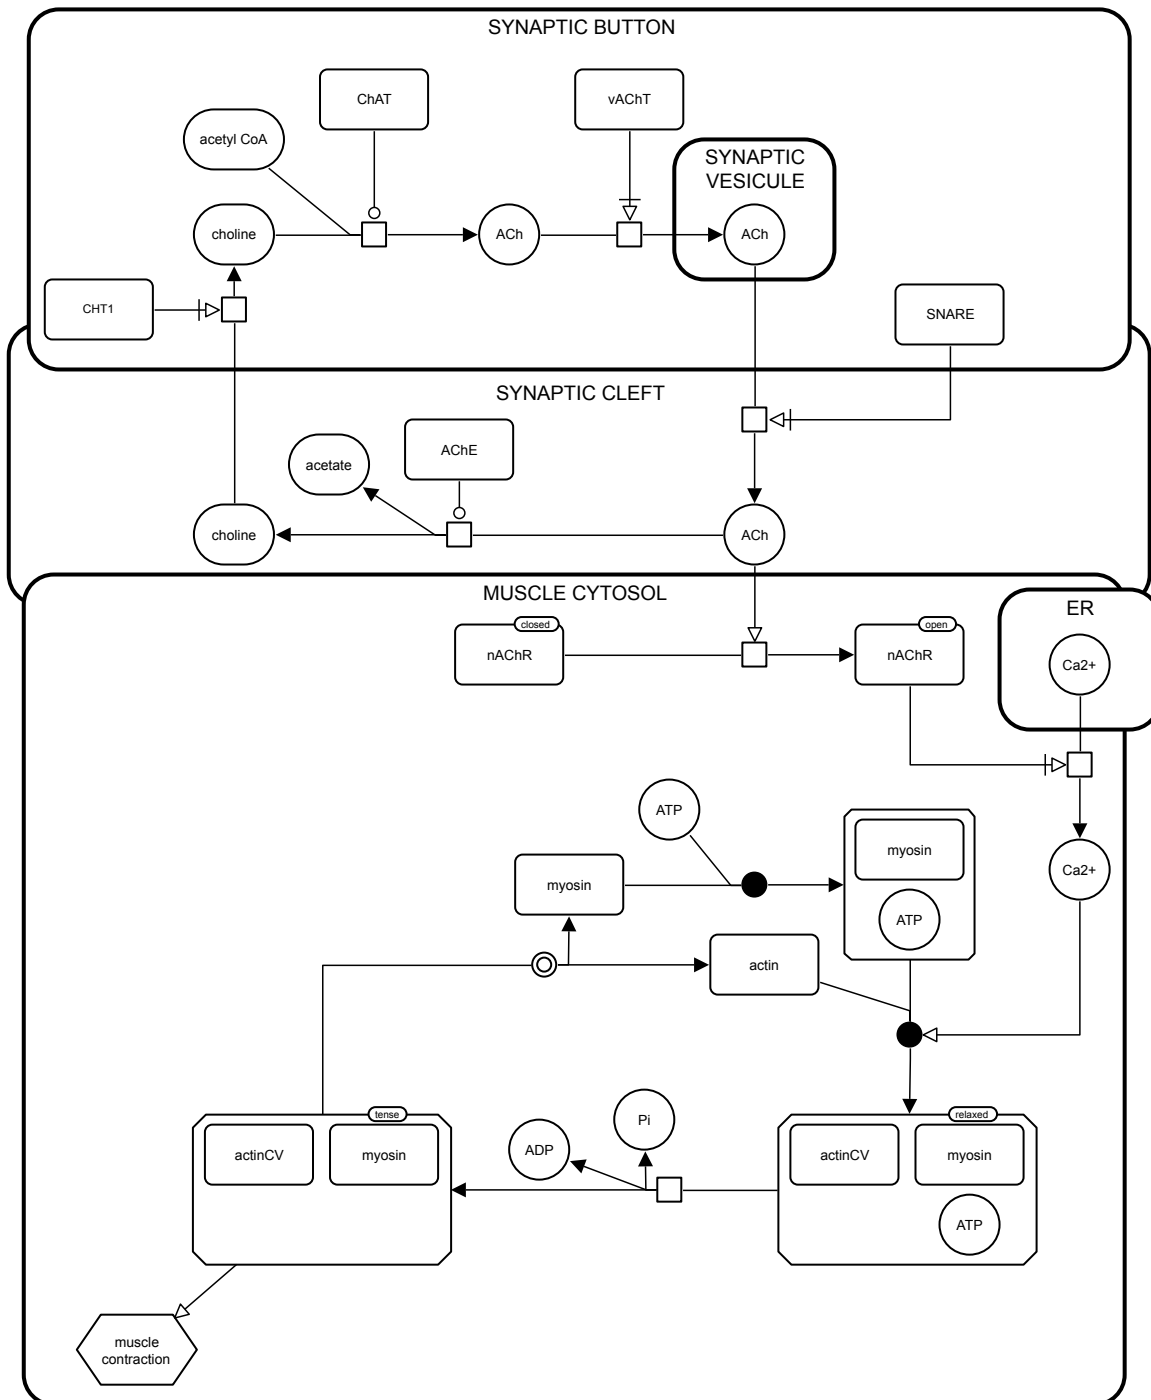 SYNAPTIC BUTTON
ChAT
vAChT
acetyl CoA
SYNAPTIC
VESICULE
choline
ACh
ACh
CHT1
SNARE
SYNAPTIC CLEFT
AChE
acetate
choline
ACh
MUSCLE CYTOSOL
ER
closed
nAChR
open
nAChR
Ca2+
ATP
myosin
myosin
Ca2+
ATP
actin
tense
actinCV
myosin
Pi
ADP
relaxed
actinCV
myosin
ATP
muscle
contraction